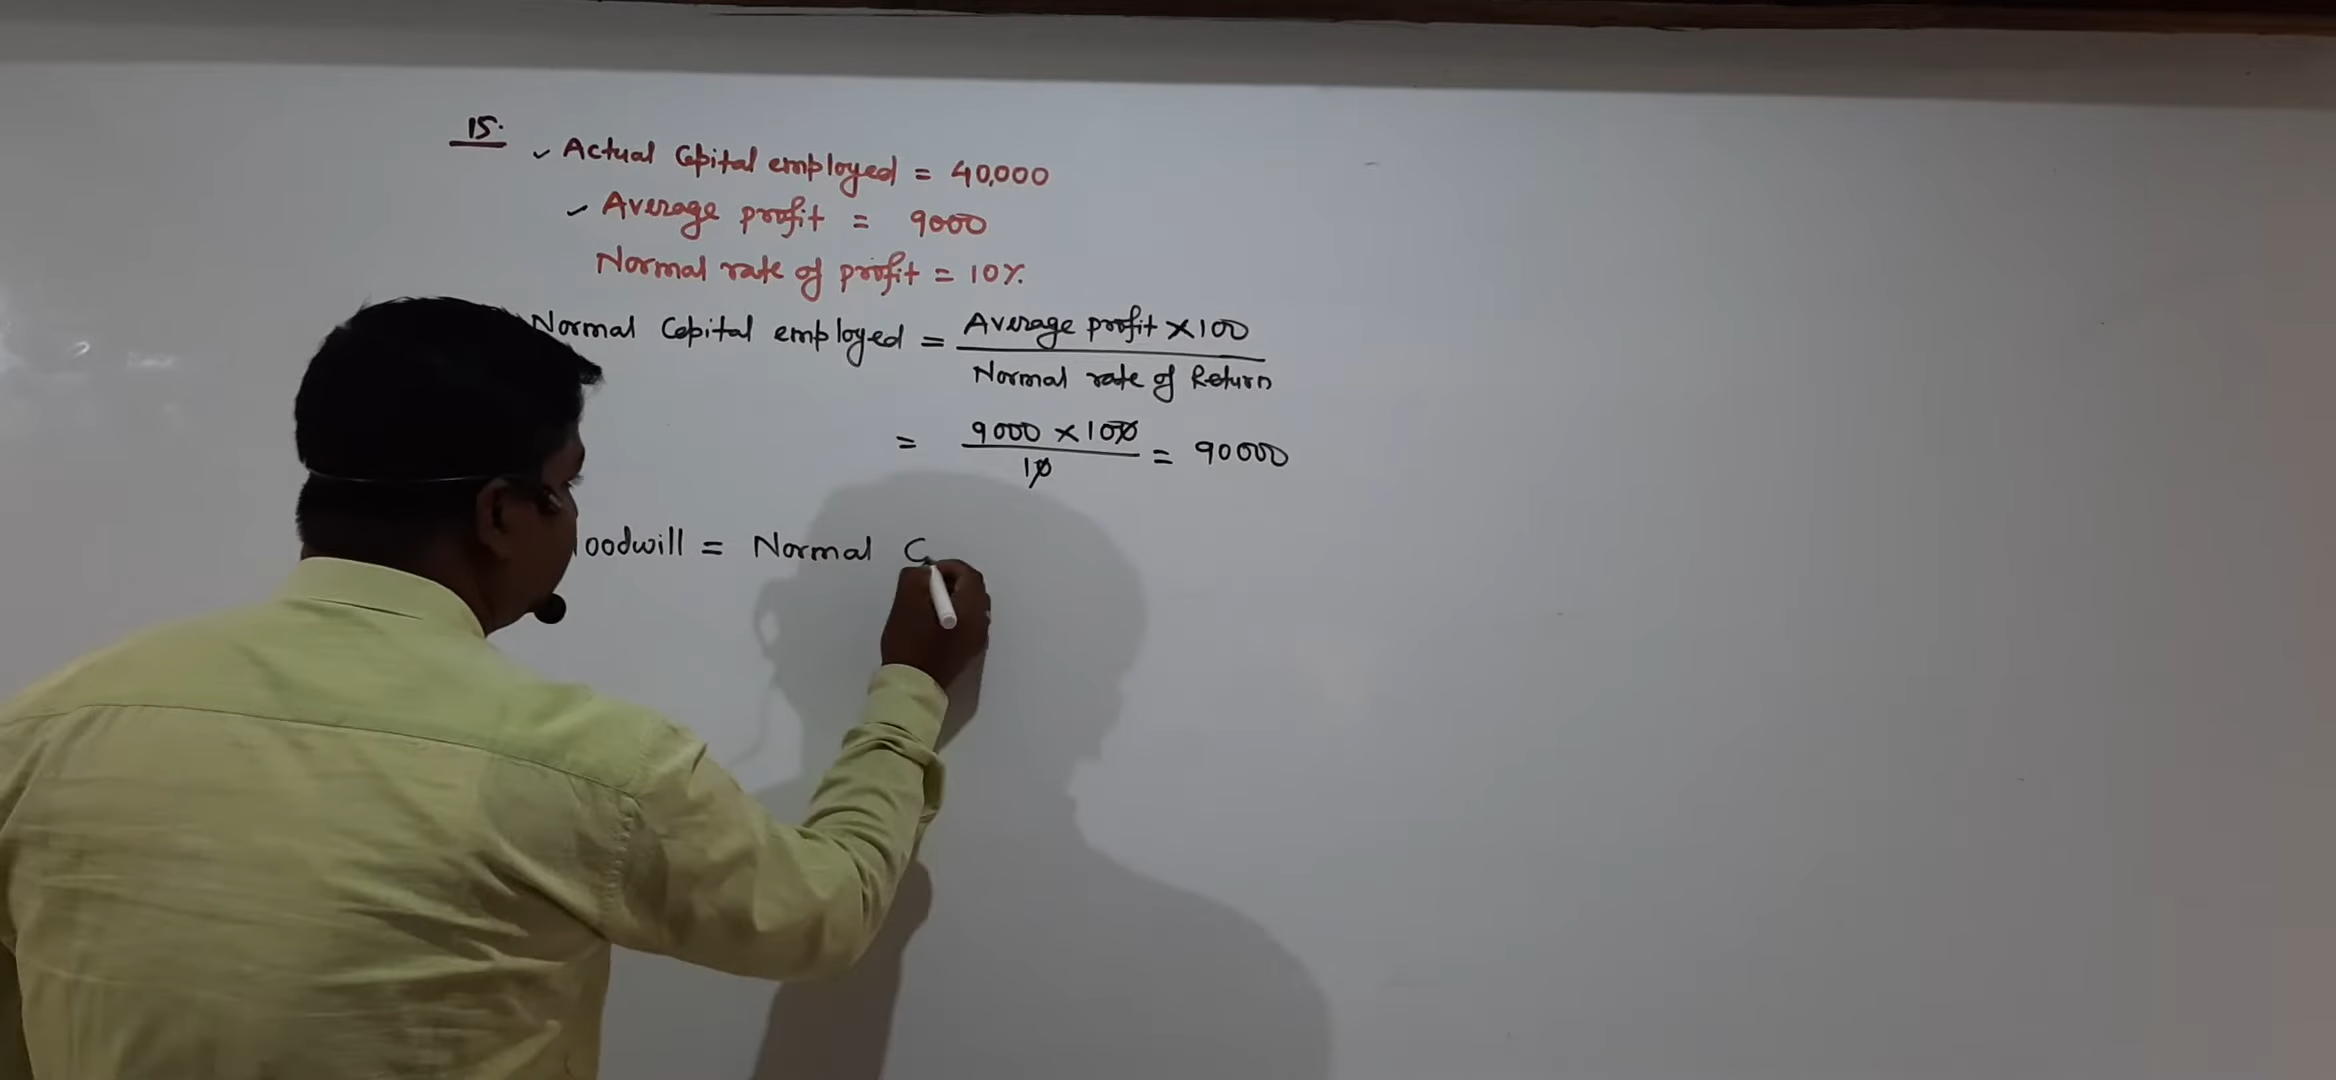 15.
Actual Capital employed = 40,000
Average profit = 9000
Normal rate of profit = 10%
Normal Capital employed = Average profit × 100
Normal rate of Return
= 9000 × 100
10
= 90000
oodwill = Normal C